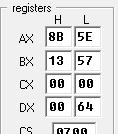 registers
H L
AX 8B 5E
BX 13 57
CX 00 00
DX 00 64
CS 0700